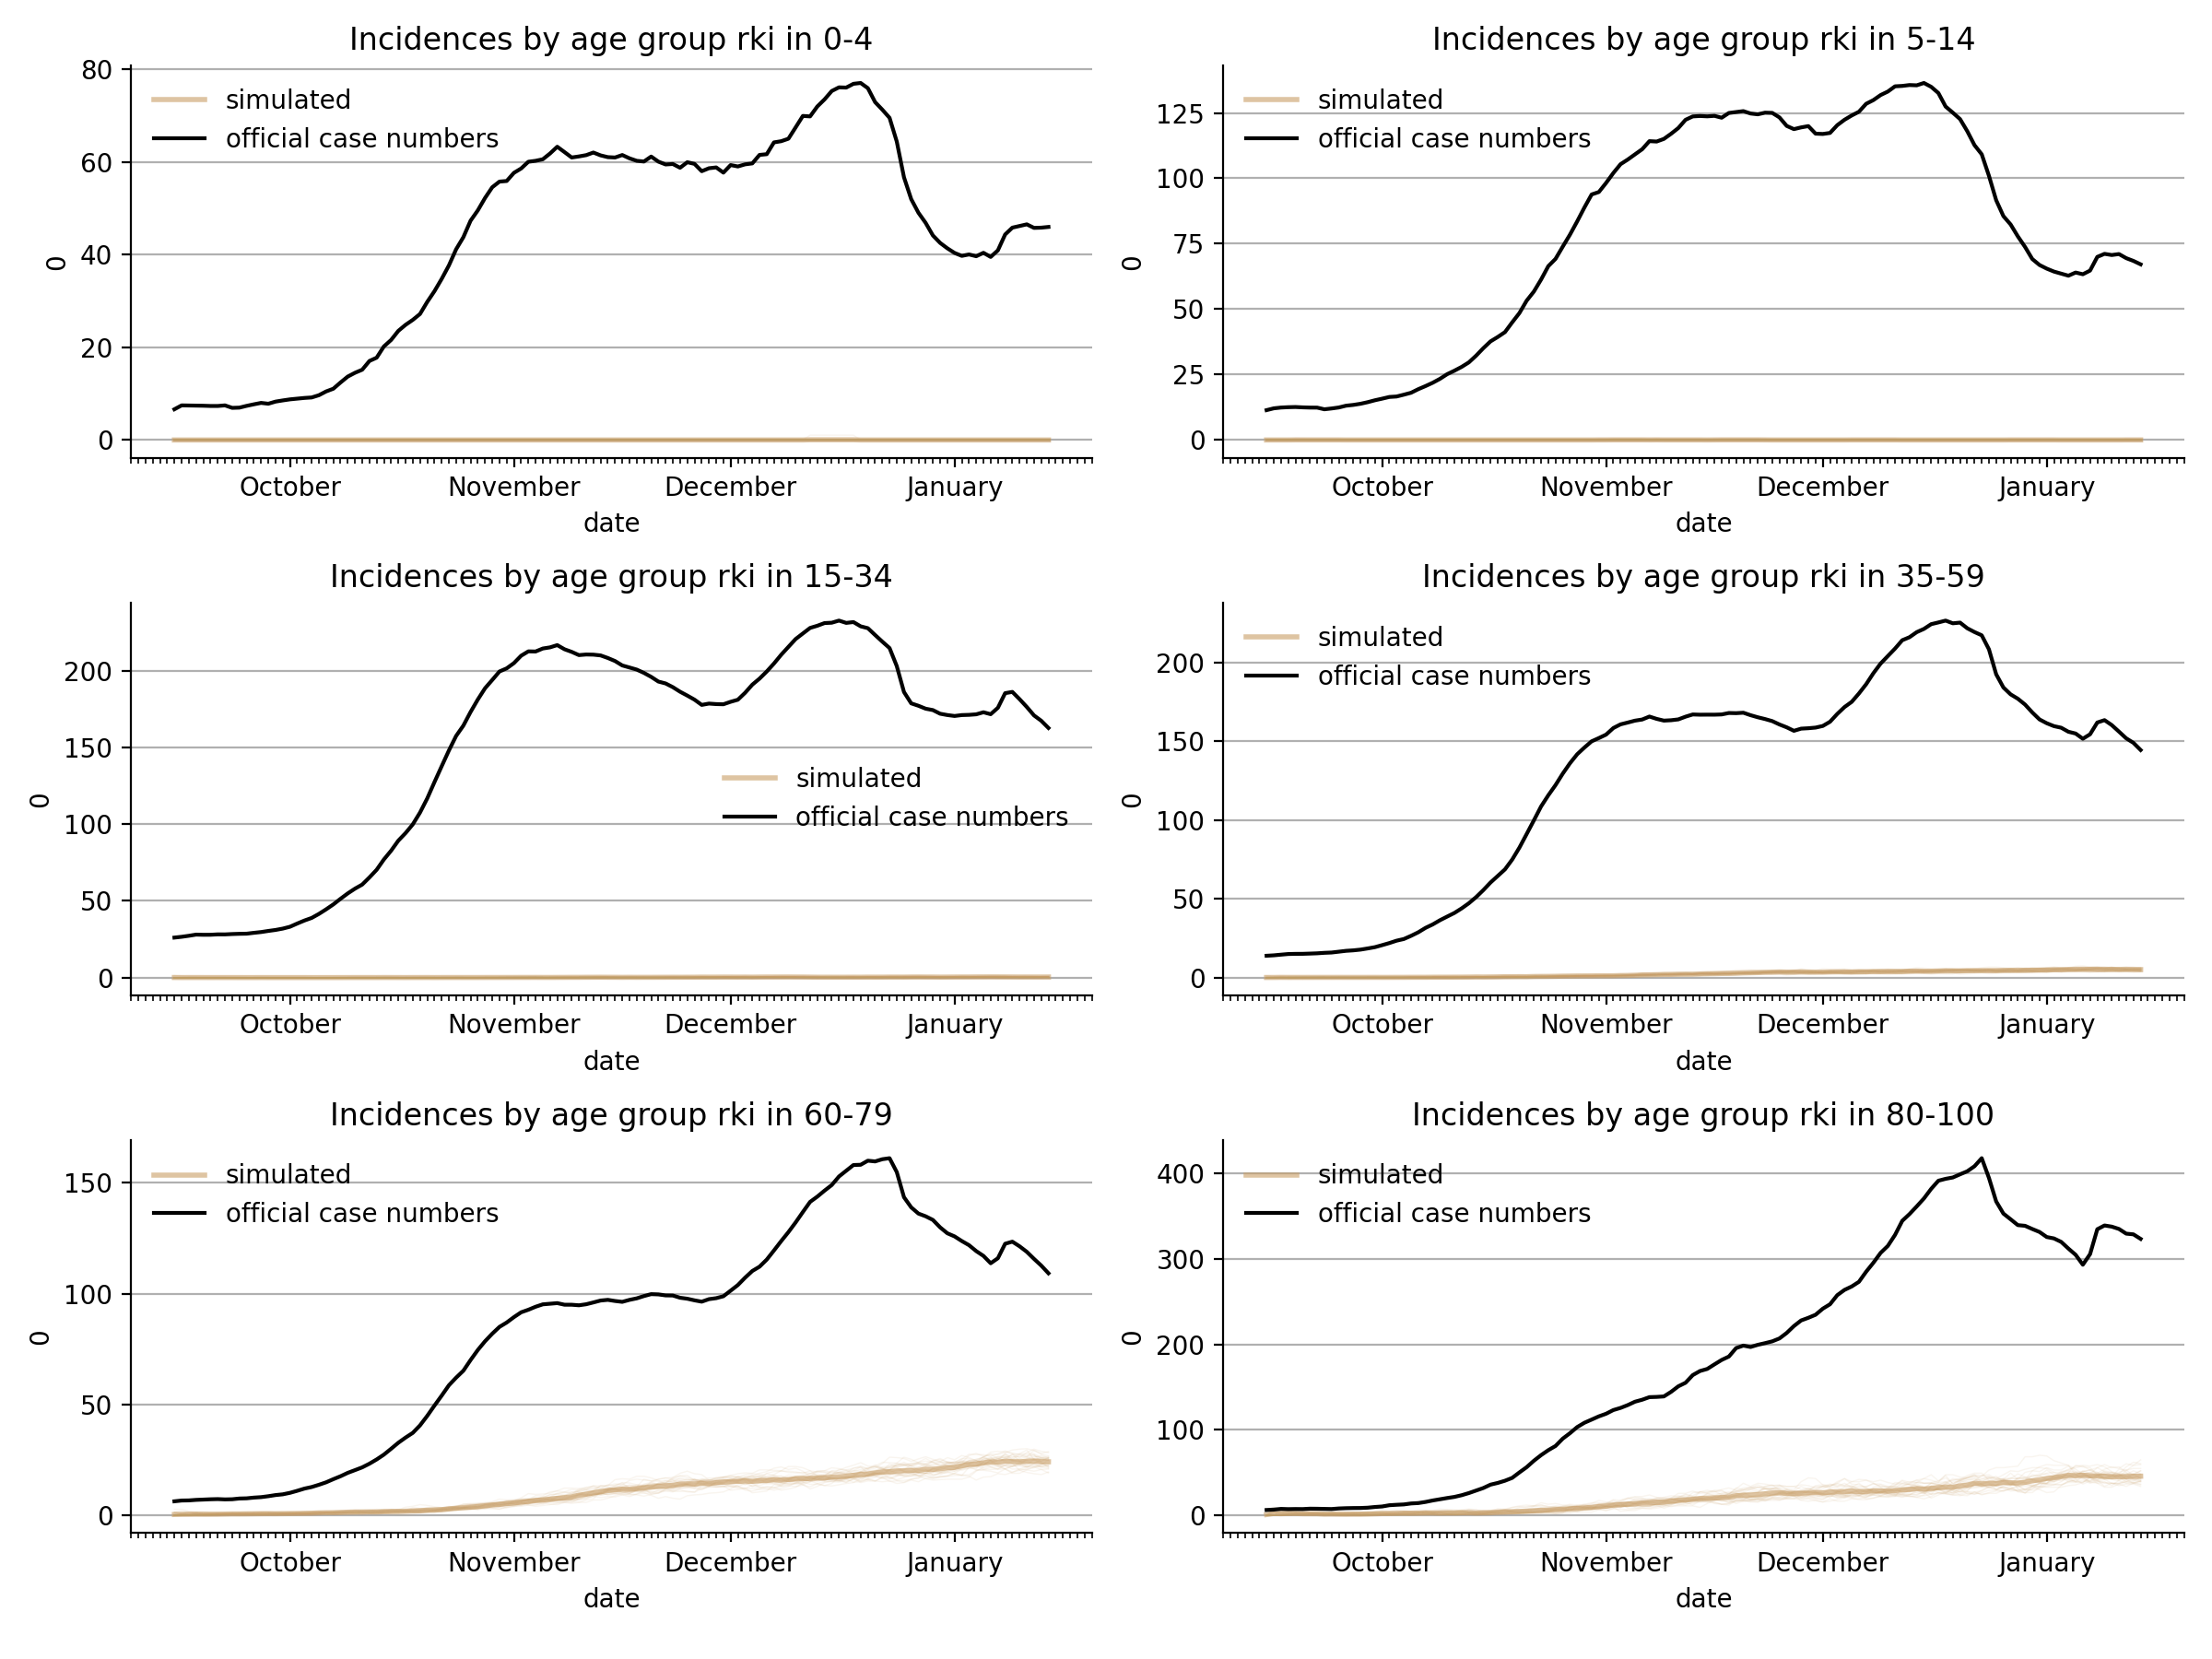 Incidences by age group rki in 0-4
80
60
40
20
0
0
simulated
official case numbers
October November December January
date
Incidences by age group rki in 5-14
125
100
75
50
25
0
0
simulated
official case numbers
October November December January
date
Incidences by age group rki in 15-34
200
150
100
50
0
0
simulated
official case numbers
October November December January
date
Incidences by age group rki in 35-59
200
150
100
50
0
0
simulated
official case numbers
October November December January
date
Incidences by age group rki in 60-79
150
100
50
0
0
simulated
official case numbers
October November December January
date
Incidences by age group rki in 80-100
400
300
200
100
0
0
simulated
official case numbers
October November December January
date